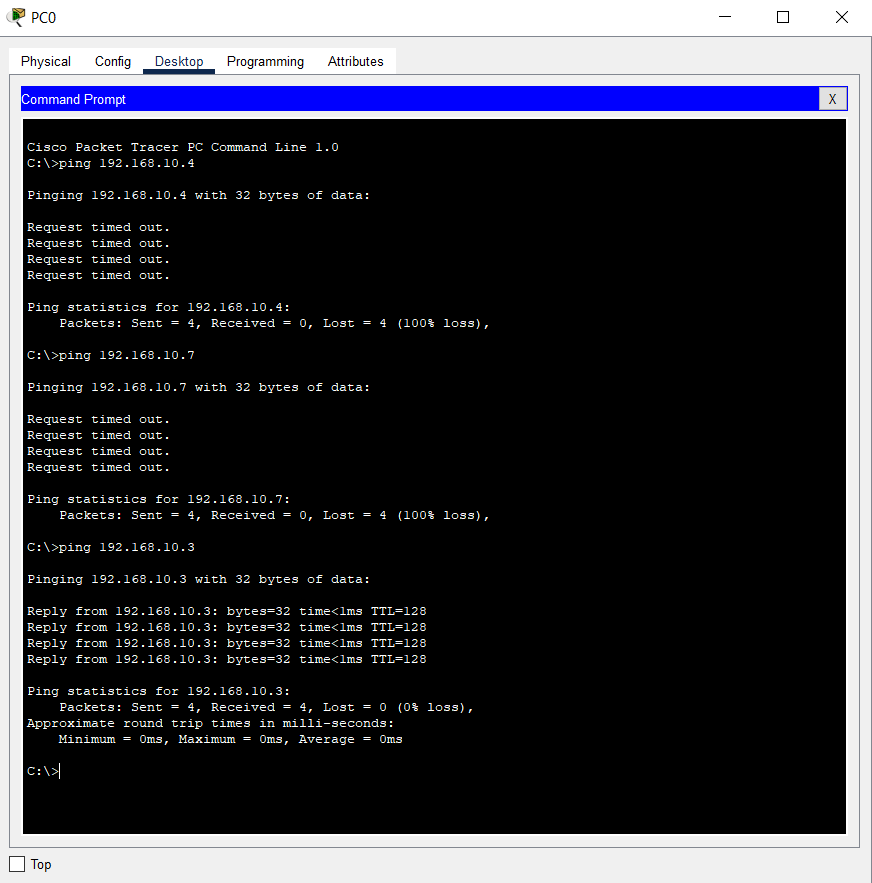 PC0
Physical Config Desktop Programming Attributes
Command Prompt
X
Cisco Packet Tracer PC Command Line 1.0
C:\>ping 192.168.10.4
Pinging 192.168.10.4 with 32 bytes of data:
Request timed out.
Request timed out.
Request timed out.
Request timed out.
Ping statistics for 192.168.10.4:
    Packets: Sent = 4, Received = 0, Lost = 4 (100% loss),
C:\>ping 192.168.10.7
Pinging 192.168.10.7 with 32 bytes of data:
Request timed out.
Request timed out.
Request timed out.
Request timed out.
Ping statistics for 192.168.10.7:
    Packets: Sent = 4, Received = 0, Lost = 4 (100% loss),
C:\>ping 192.168.10.3
Pinging 192.168.10.3 with 32 bytes of data:
Reply from 192.168.10.3: bytes=32 time<1ms TTL=128
Reply from 192.168.10.3: bytes=32 time<1ms TTL=128
Reply from 192.168.10.3: bytes=32 time<1ms TTL=128
Reply from 192.168.10.3: bytes=32 time<1ms TTL=128
Ping statistics for 192.168.10.3:
    Packets: Sent = 4, Received = 4, Lost = 0 (0% loss),
Approximate round trip times in milli-seconds:
    Minimum = 0ms, Maximum = 0ms, Average = 0ms
C:\>
Top